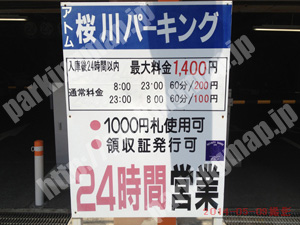 アトム 桜川パーキング
入庫後24時間以内 最大料金1,400円
通常料金 8:00 23:00 60分/200円
23:00 8:00 60分/100円
●1000円札使用可
●領収証発行可
24時間営業